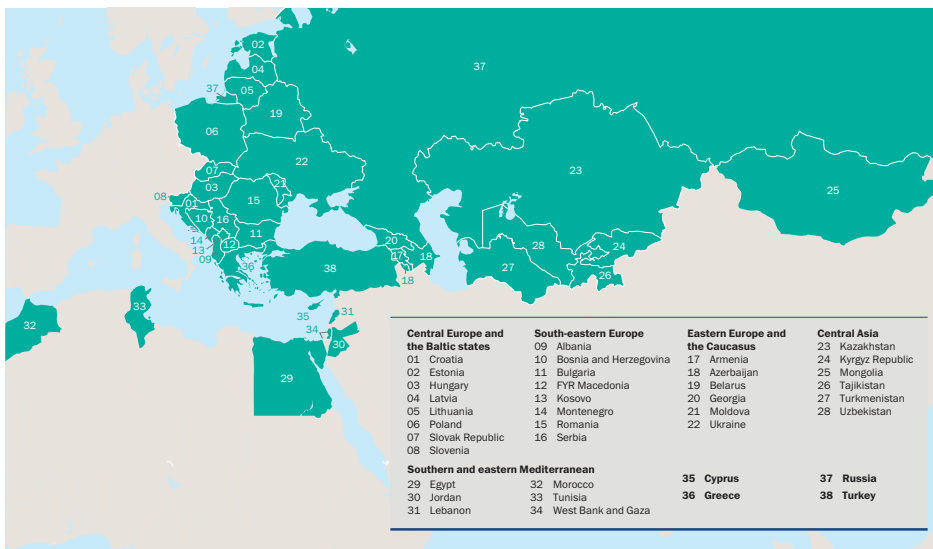 02
04
37
37
05
19
06
22
07
23
03
21
25
08
01
15
10
16
11
14
20
28
24
12
13
17
18
09
36
38
27
26
18
33
31
35
32
34
30
29
Central Europe and
the Baltic states
01 Croatia
02 Estonia
03 Hungary
04 Latvia
05 Lithuania
06 Poland
07 Slovak Republic
08 Slovenia
South-eastern Europe
09 Albania
10 Bosnia and Herzegovina
11 Bulgaria
12 FYR Macedonia
13 Kosovo
14 Montenegro
15 Romania
16 Serbia
Eastern Europe and
the Caucasus
17 Armenia
18 Azerbaijan
19 Belarus
20 Georgia
21 Moldova
22 Ukraine
Central Asia
23 Kazakhstan
24 Kyrgyz Republic
25 Mongolia
26 Tajikistan
27 Turkmenistan
28 Uzbekistan
Southern and eastern Mediterranean
29 Egypt
30 Jordan
31 Lebanon
32 Morocco
33 Tunisia
34 West Bank and Gaza
35 Cyprus
36 Greece
37 Russia
38 Turkey